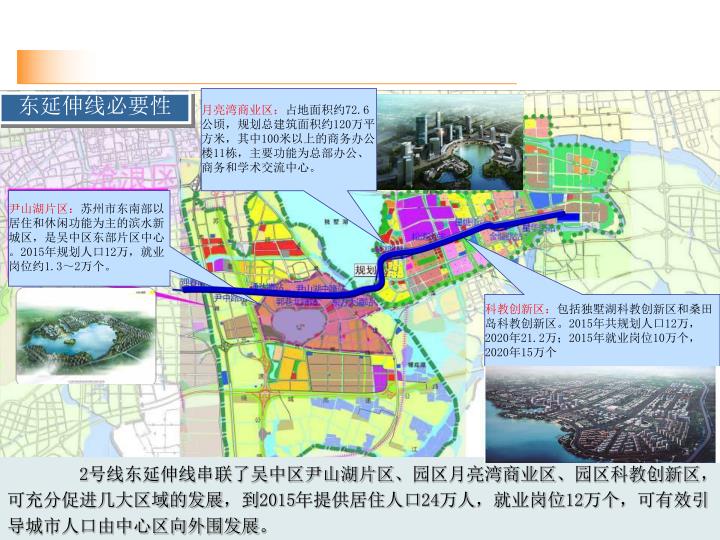 东延伸线必要性
月亮湾商业区：占地面积约72.6
公顷，规划总建筑面积约120万平
方米，其中100米以上的商务办公
楼11栋，主要功能为总部办公、
商务和学术交流中心。
沧浪区
尹山湖片区：苏州市东南部以
居住和休闲功能为主的滨水新
城区，是吴中区东部片区中心
。2015年规划人口12万，就业
岗位约1.3～2万个。
独墅湖
规划
尹中路站
郭巷
尹山湖中路站
科教创新区：包括独墅湖科教创新区和桑田
岛科教创新区。2015年共规划人口12万，
2020年21.2万；2015年就业岗位10万个，
2020年15万个
2号线东延伸线串联了吴中区尹山湖片区、园区月亮湾商业区、园区科教创新区，
可充分促进几大区域的发展，到2015年提供居住人口24万人，就业岗位12万个，可有效引
导城市人口由中心区向外围发展。